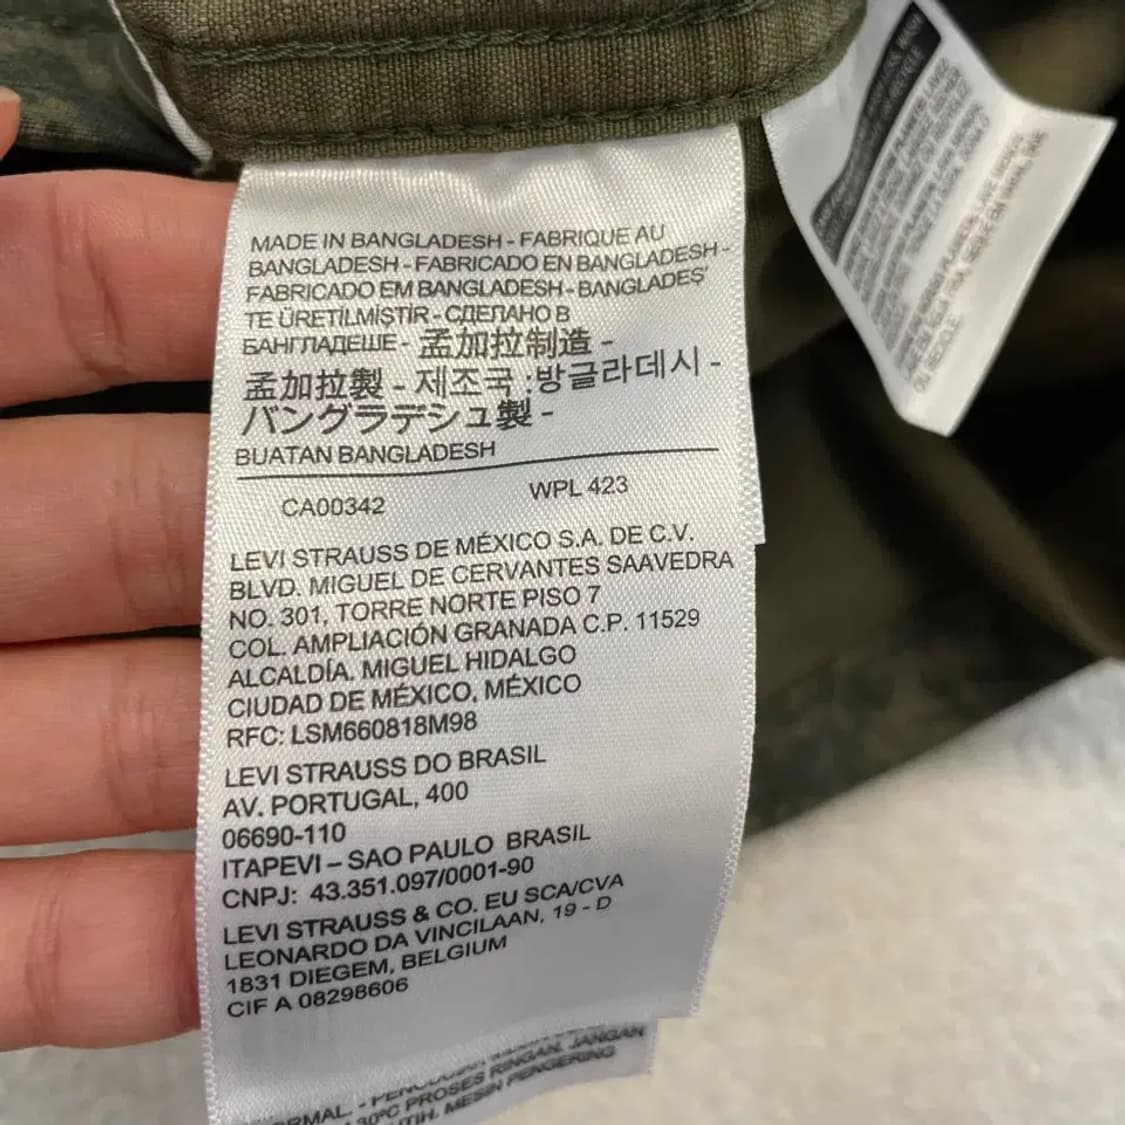 MADE IN BANGLADESH - FABRIQUE AU
BANGLADESH - FABRICADO EN BANGLADESH -
FABRICADO EM BANGLADESH - BANGLADEŞ'
TE ÜRETİLMİŞTİR - СДЕЛАНО В
БАНГЛАДЕШЕ - 孟加拉制造 -
孟加拉製 - 제조국 :방글라데시 -
バングラデシュ製 -
BUATAN BANGLADESH
CA00342 WPL 423
LEVI STRAUSS DE MÉXICO S.A. DE C.V.
BLVD. MIGUEL DE CERVANTES SAAVEDRA
NO. 301, TORRE NORTE PISO 7
COL. AMPLIACIÓN GRANADA C.P. 11529
ALCALDÍA. MIGUEL HIDALGO
CIUDAD DE MÉXICO, MÉXICO
RFC: LSM660818M98
LEVI STRAUSS DO BRASIL
AV. PORTUGAL, 400
06690-110
ITAPEVI – SAO PAULO BRASIL
CNPJ: 43.351.097/0001-90
LEVI STRAUSS & CO. EU SCA/CVA
LEONARDO DA VINCILAAN, 19 - D
1831 DIEGEM, BELGIUM
CIF A 08298606
RINGAN. JANGAN
30ºC PROSES
MESIN PENGERING